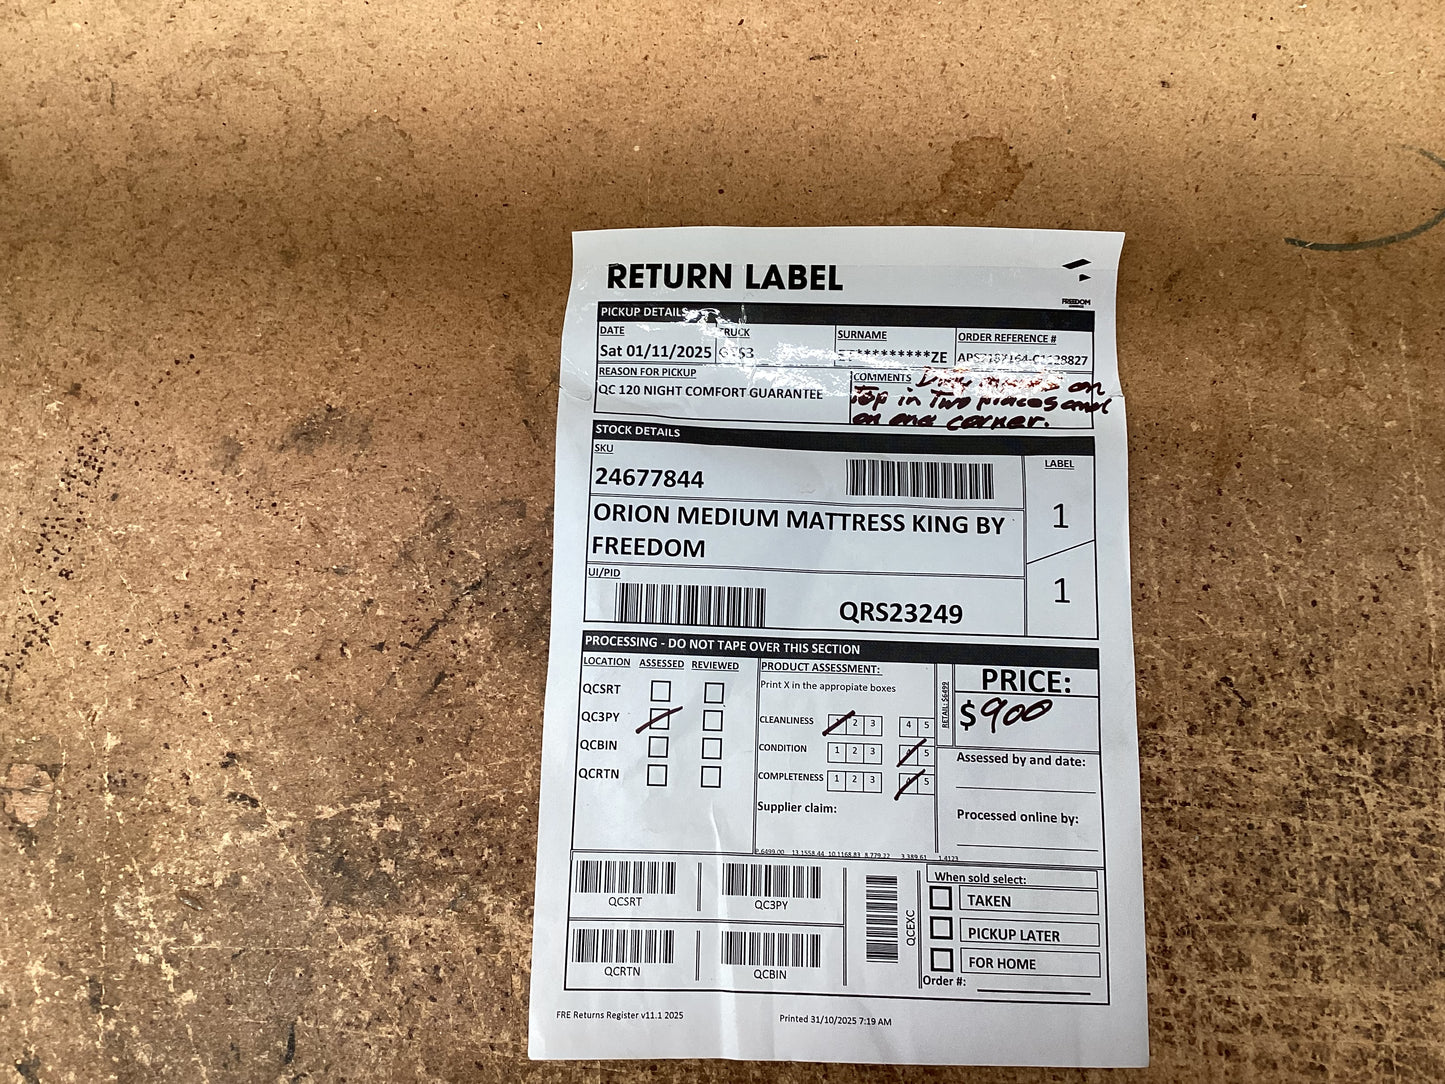 RETURN LABEL
FREEDOM
PICKUP DETAILS
DATE TRUCK SURNAME ORDER REFERENCE #
Sat 01/11/2025 **********ZE
REASON FOR PICKUP COMMENTS
QC 120 NIGHT COMFORT GUARANTEE
on
Top in Two places and
on one corner.
STOCK DETAILS
SKU LABEL
24677844
1
ORION MEDIUM MATTRESS KING BY
FREEDOM
UI/PID
1
QRS23249
PROCESSING - DO NOT TAPE OVER THIS SECTION
LOCATION ASSESSED REVIEWED PRODUCT ASSESSMENT: PRICE:
Print X in the appropiate boxes
RETAIL: $6499
QCSRT
$900
QC3PY CLEANLINESS 2 3 4 5
QCBIN CONDITION 1 2 3 5
QCRTN COMPLETENESS 1 2 3 5
Assessed by and date:
Supplier claim:
Processed online by:
When sold select:
QCSRT QC3PY QCEXC
TAKEN
PICKUP LATER
QCRTN QCBIN
FOR HOME
Order #:
FRE Returns Register v11.1 2025 Printed 31/10/2025 7:19 AM